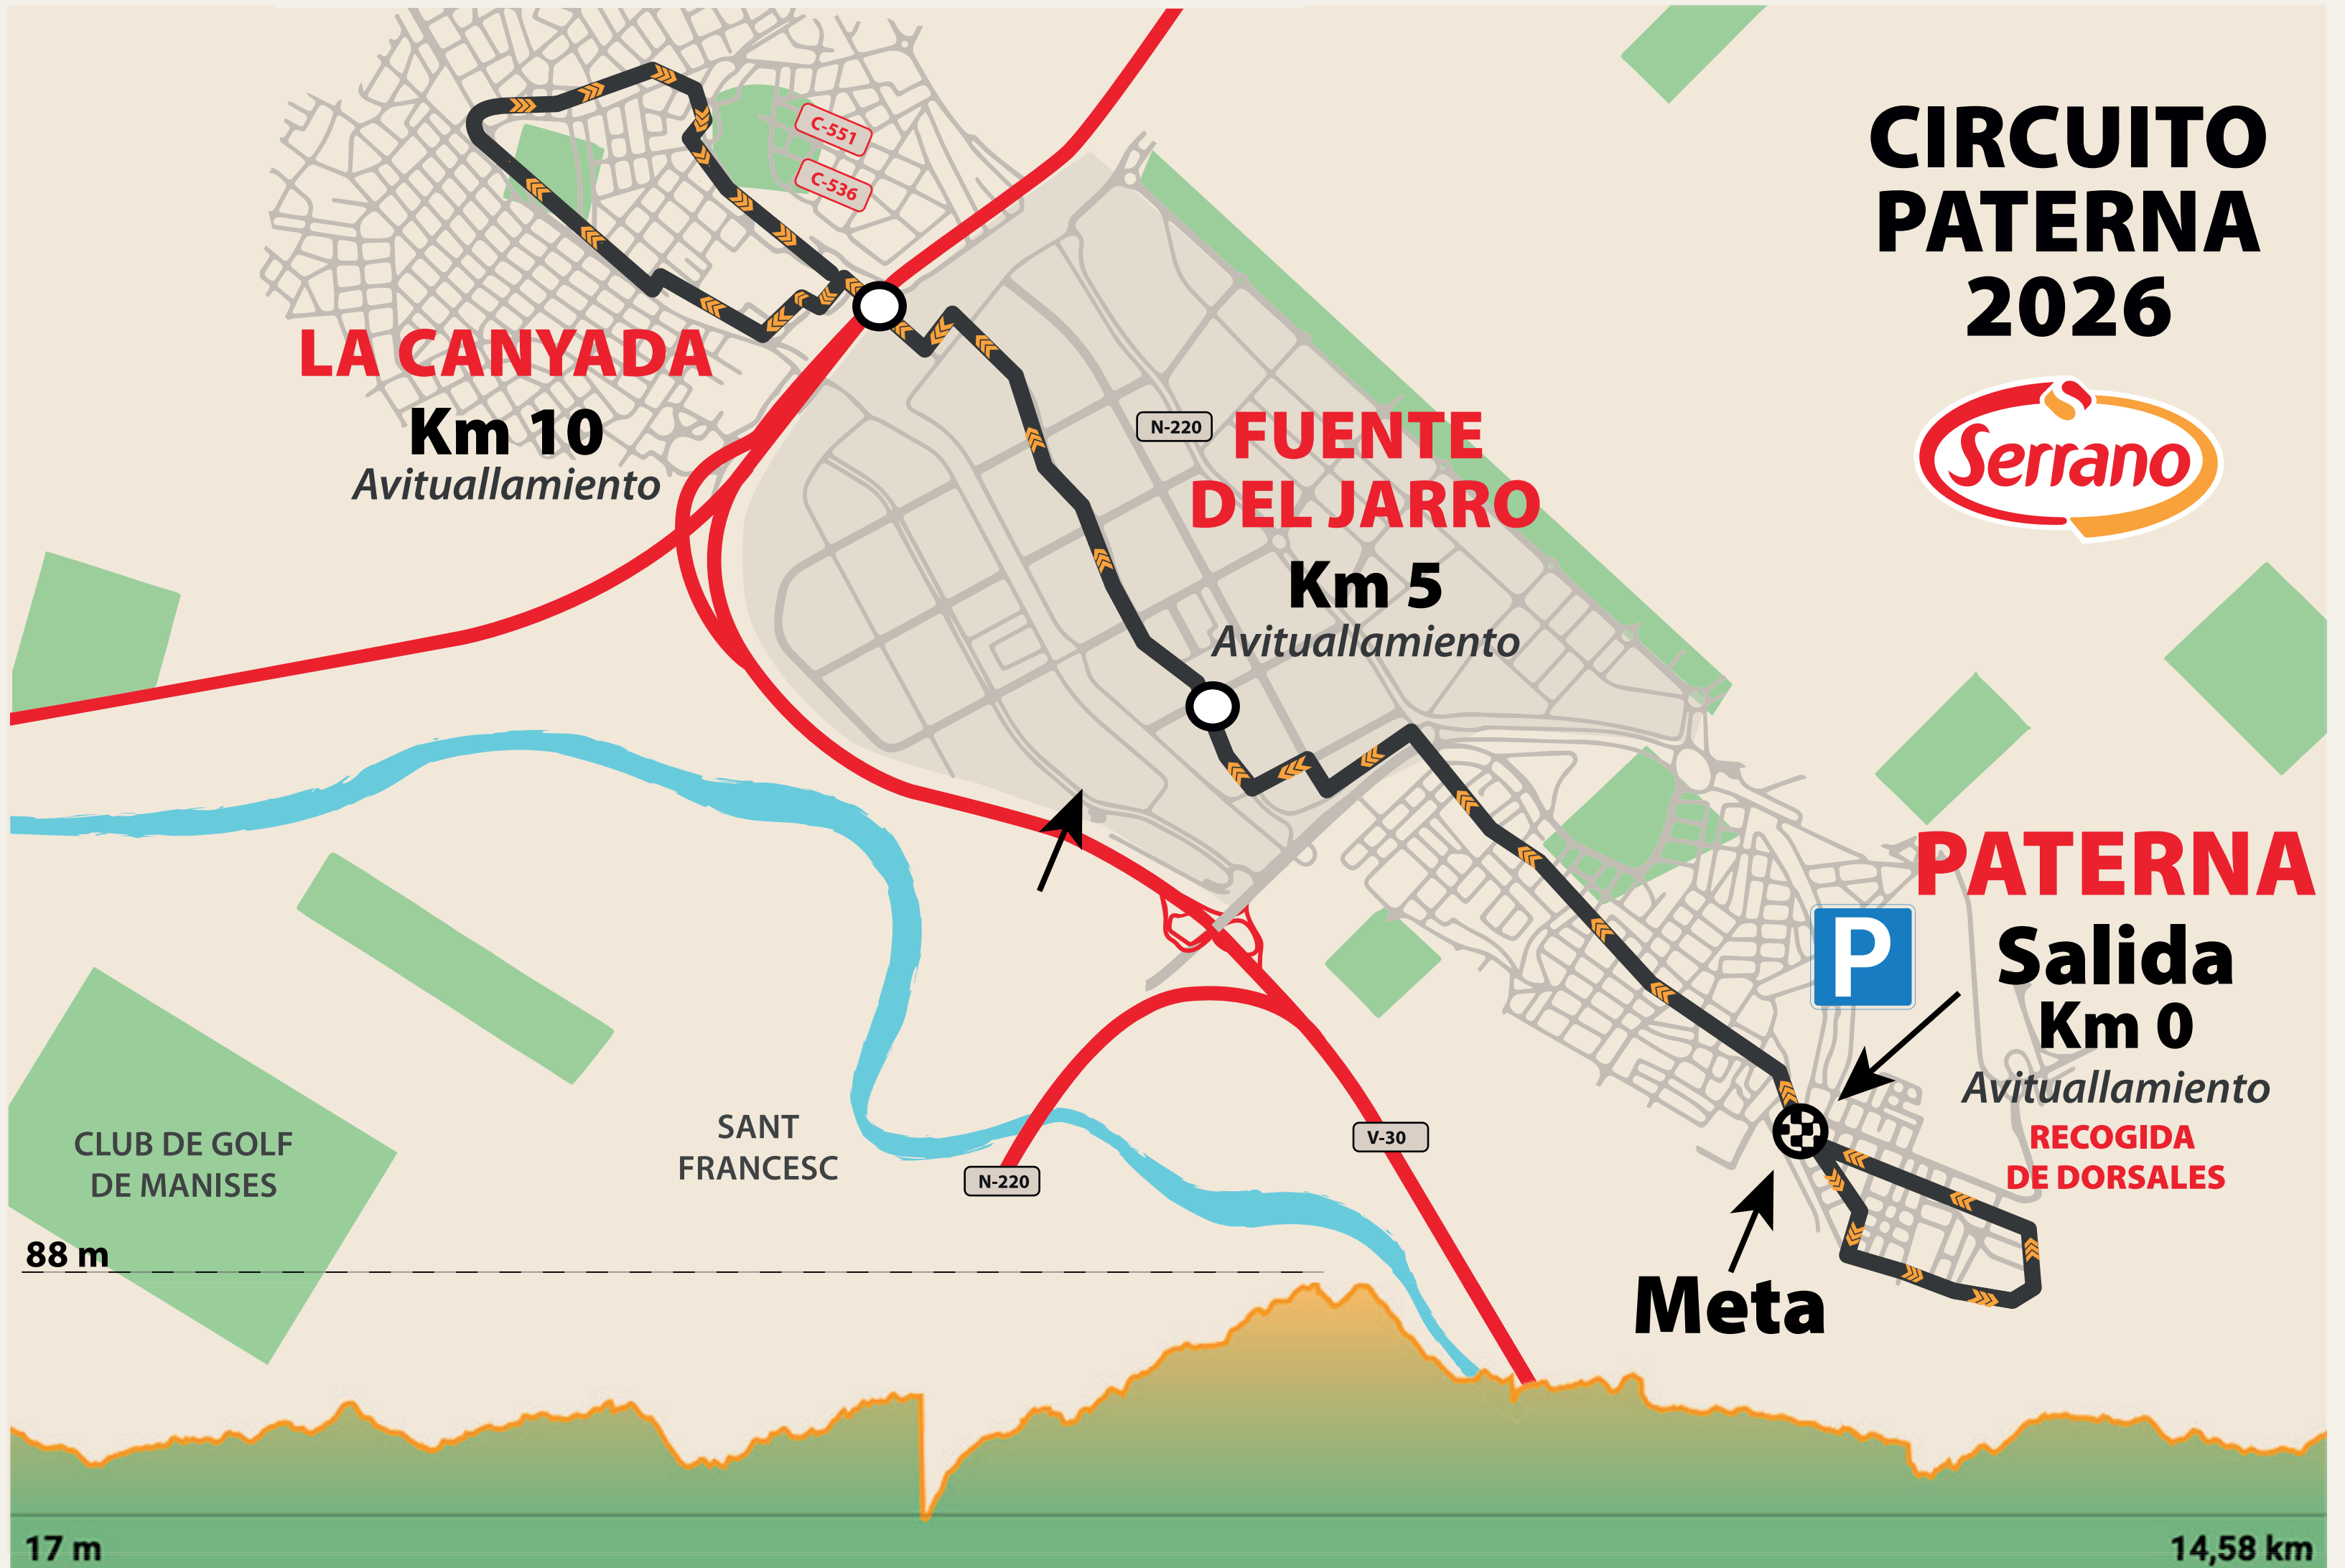 CIRCUITO
PATERNA
2026
Serrano
C-551
C-536
LA CANYADA
Km 10
Avituallamiento
N-220
FUENTE
DEL JARRO
Km 5
Avituallamiento
PATERNA
P
Salida
Km 0
Avituallamiento
RECOGIDA
DE DORSALES
Meta
V-30
N-220
SANT
FRANCESC
CLUB DE GOLF
DE MANISES
88 m
17 m
14,58 km